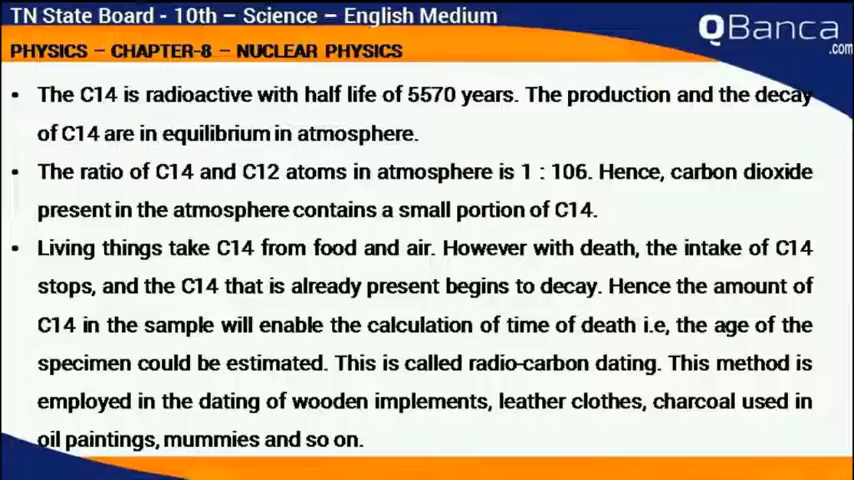 TN State Board - 10th – Science – English Medium
QBanca
.com
PHYSICS – CHAPTER-8 – NUCLEAR PHYSICS
• The C14 is radioactive with half life of 5570 years. The production and the decay
of C14 are in equilibrium in atmosphere.
• The ratio of C14 and C12 atoms in atmosphere is 1 : 106. Hence, carbon dioxide
present in the atmosphere contains a small portion of C14.
• Living things take C14 from food and air. However with death, the intake of C14
stops, and the C14 that is already present begins to decay. Hence the amount of
C14 in the sample will enable the calculation of time of death i.e, the age of the
specimen could be estimated. This is called radio-carbon dating. This method is
employed in the dating of wooden implements, leather clothes, charcoal used in
oil paintings, mummies and so on.